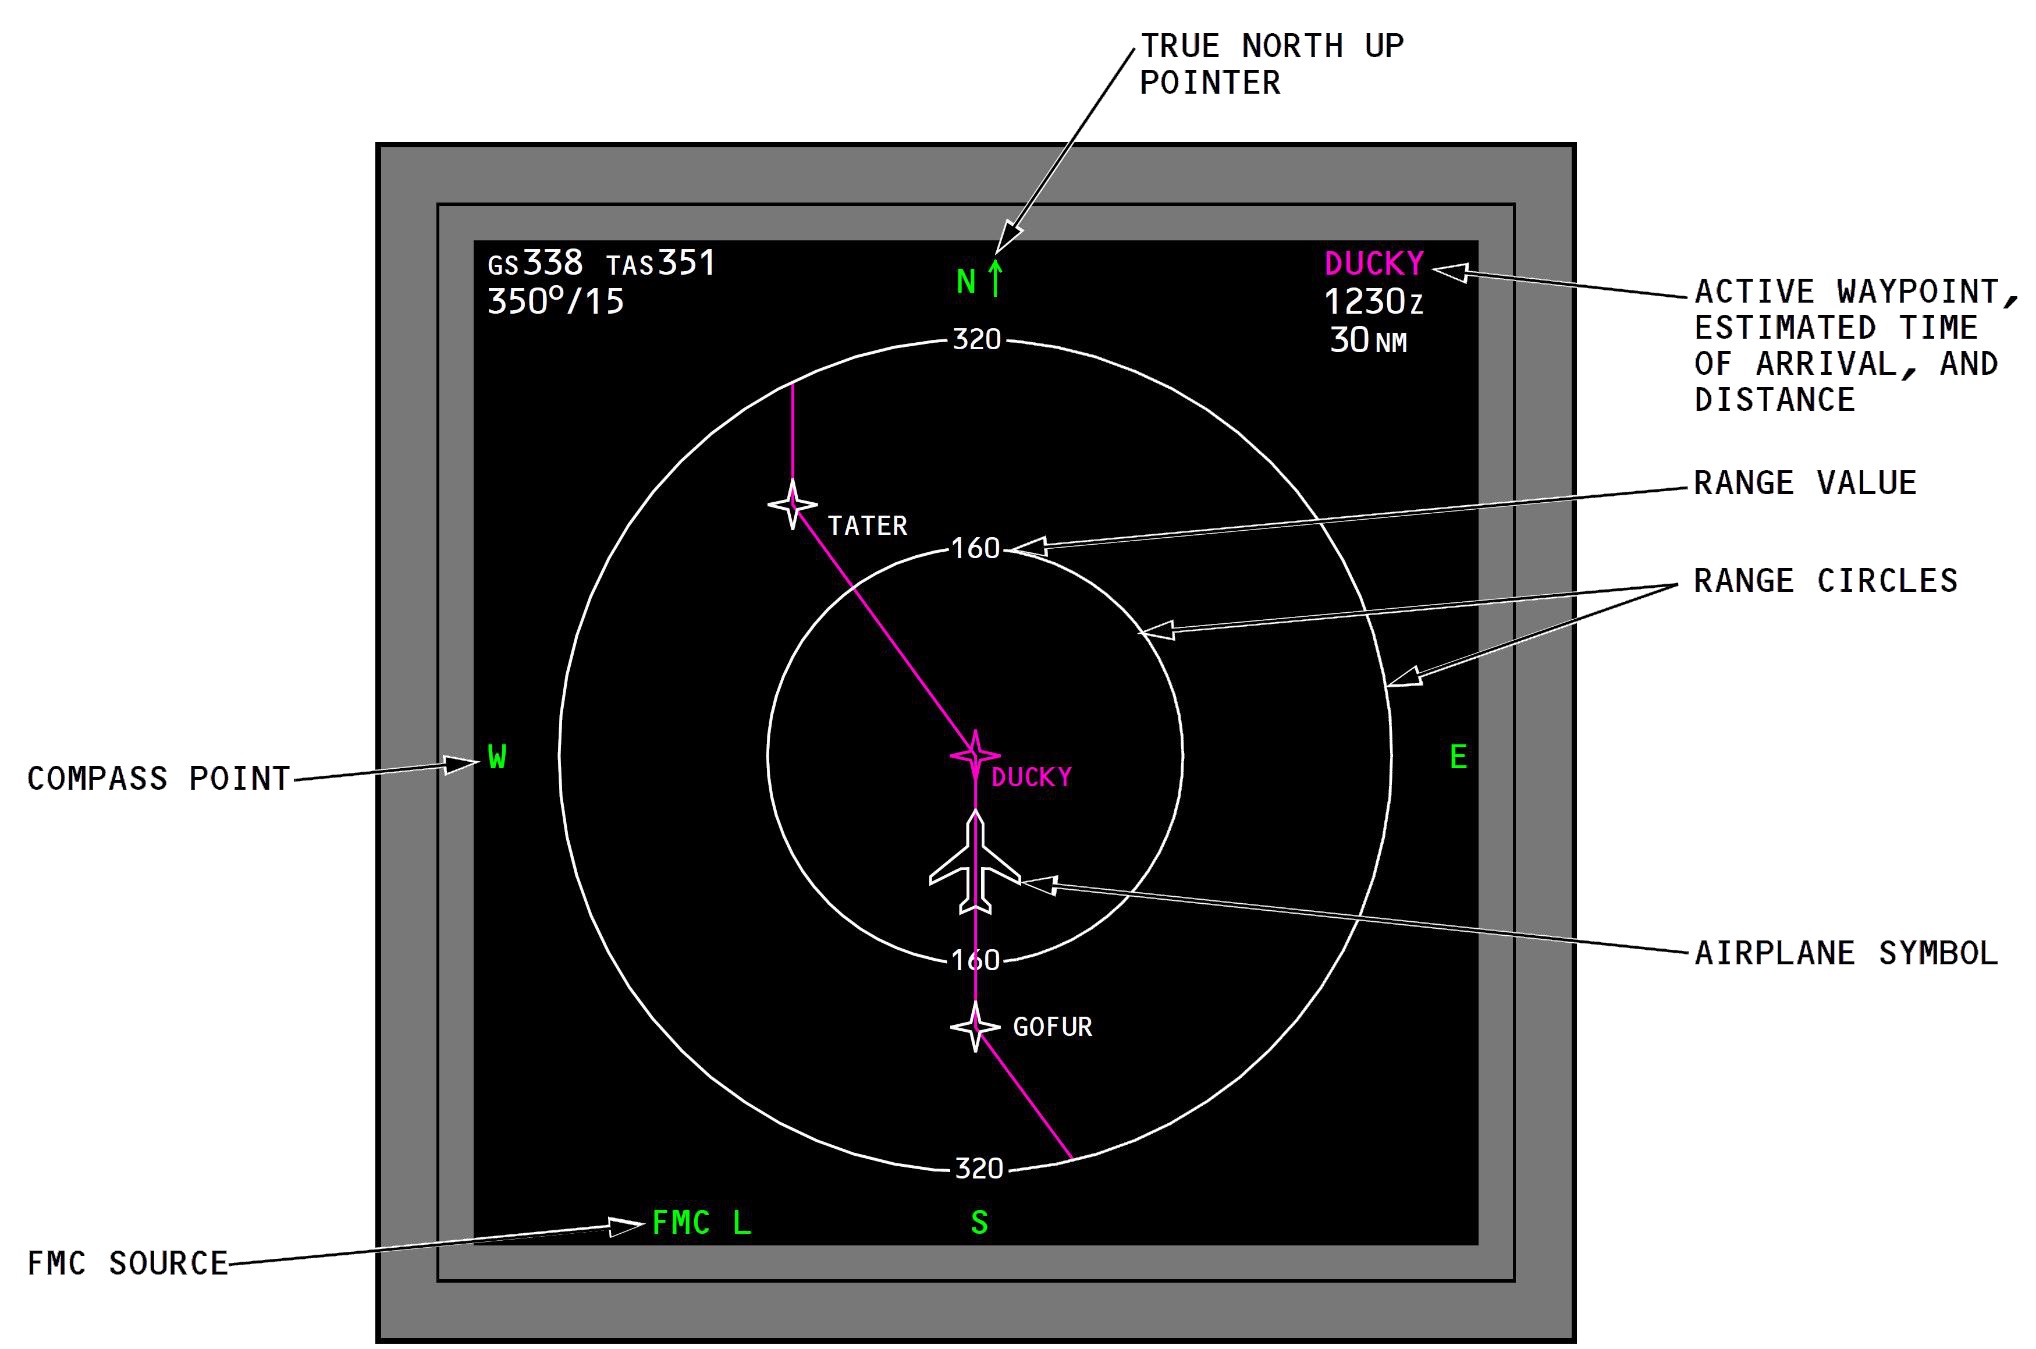 TRUE NORTH UP
POINTER
GS338 TAS351
350°/15
N
DUCKY
1230Z
30NM
ACTIVE WAYPOINT,
ESTIMATED TIME
OF ARRIVAL, AND
DISTANCE
320
RANGE VALUE
TATER
160
RANGE CIRCLES
COMPASS POINT
W
DUCKY
E
AIRPLANE SYMBOL
160
GOFUR
320
FMC SOURCE
FMC L
S